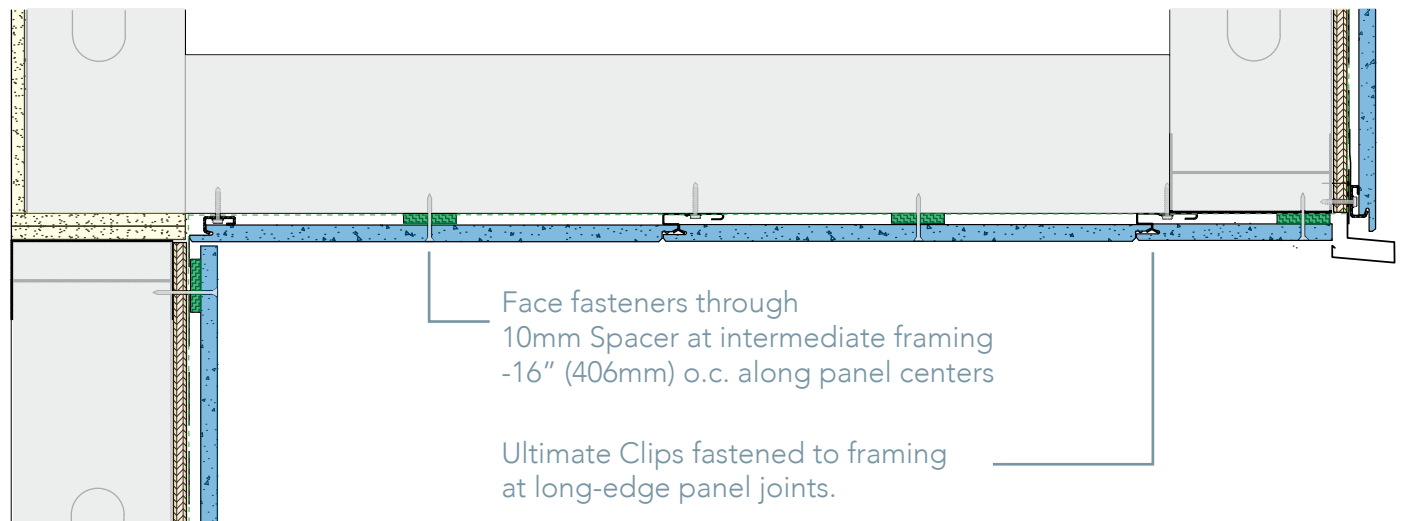 Face fasteners through
10mm Spacer at intermediate framing
-16” (406mm) o.c. along panel centers
Ultimate Clips fastened to framing
at long-edge panel joints.